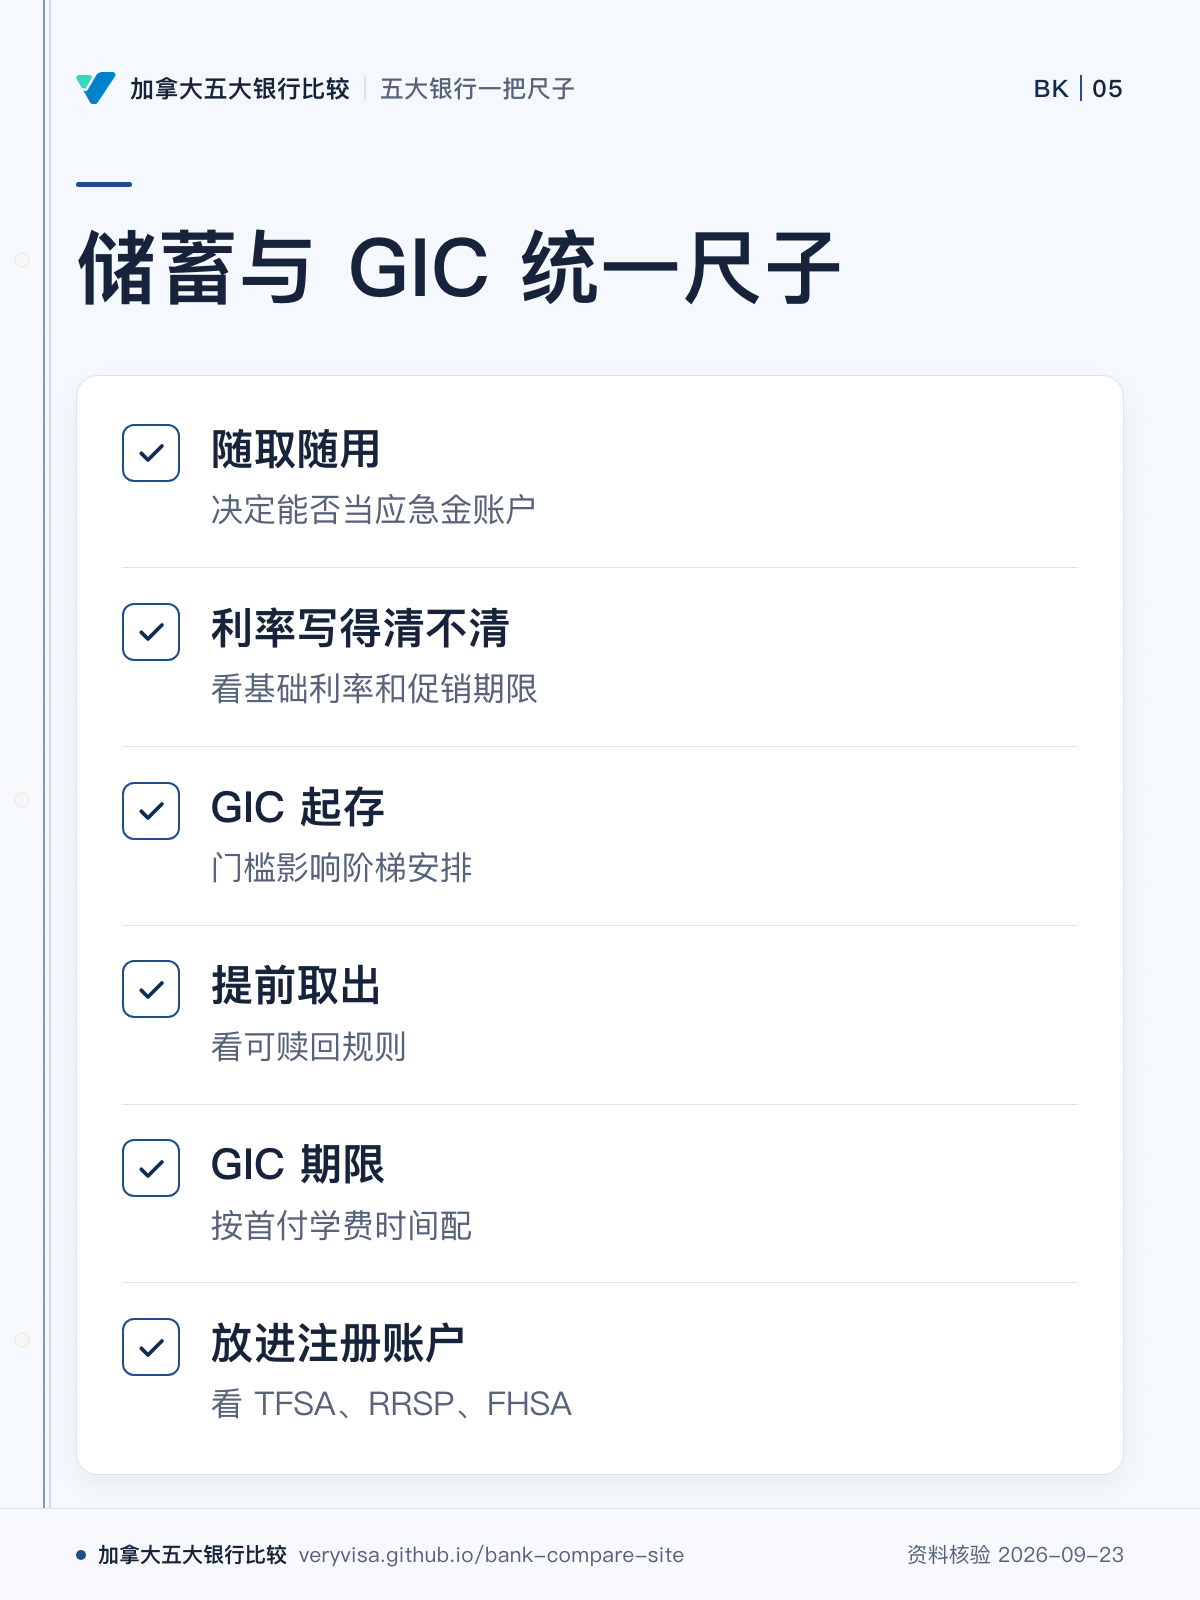 加拿大五大银行比较 五大银行一把尺子 BK 05
储蓄与 GIC 统一尺子
随取随用
决定能否当应急金账户
利率写得清不清
看基础利率和促销期限
GIC 起存
门槛影响阶梯安排
提前取出
看可赎回规则
GIC 期限
按首付学费时间配
放进注册账户
看 TFSA、RRSP、FHSA
加拿大五大银行比较 veryvisa.github.io/bank-compare-site 资料核验 2026-09-23